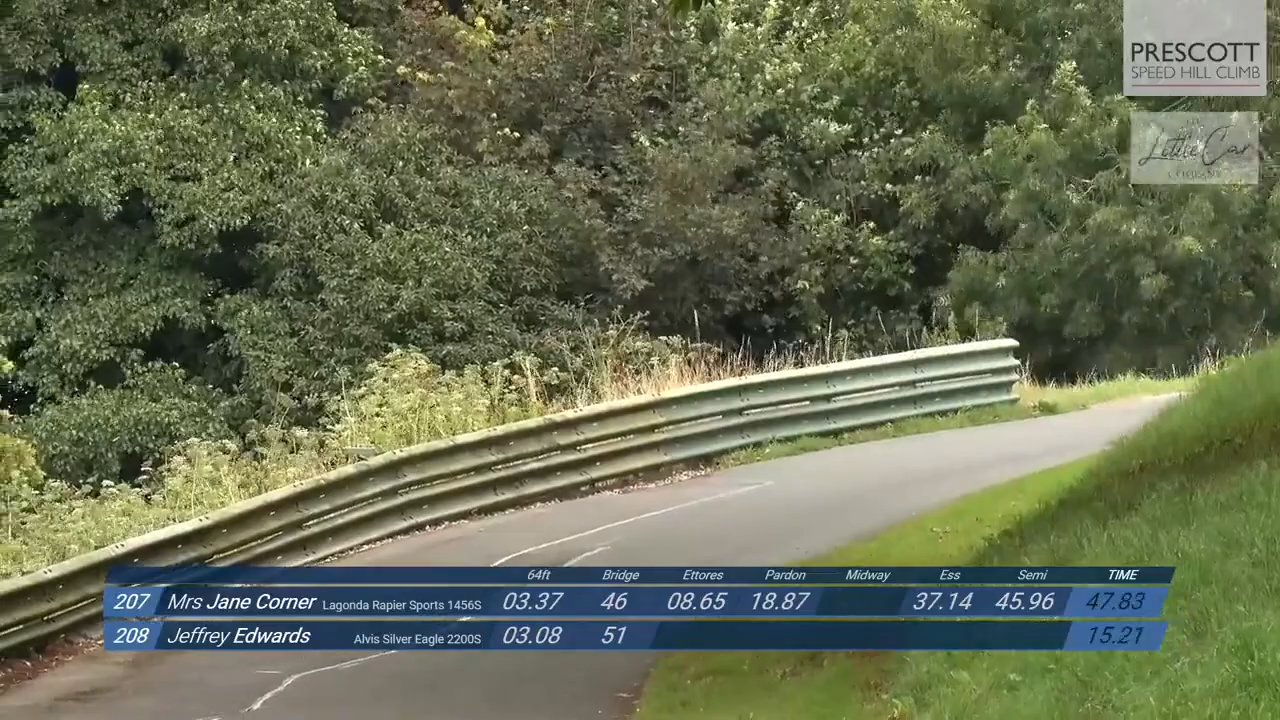 PRESCOTT
SPEED HILL CLIMB
Little Car
64ft Bridge Ettores Pardon Midway Ess Semi TIME
207 Mrs Jane Corner Lagonda Rapier Sports 1456S 03.37 46 08.65 18.87 37.14 45.96 47.83
208 Jeffrey Edwards Alvis Silver Eagle 2200S 03.08 51 15.21